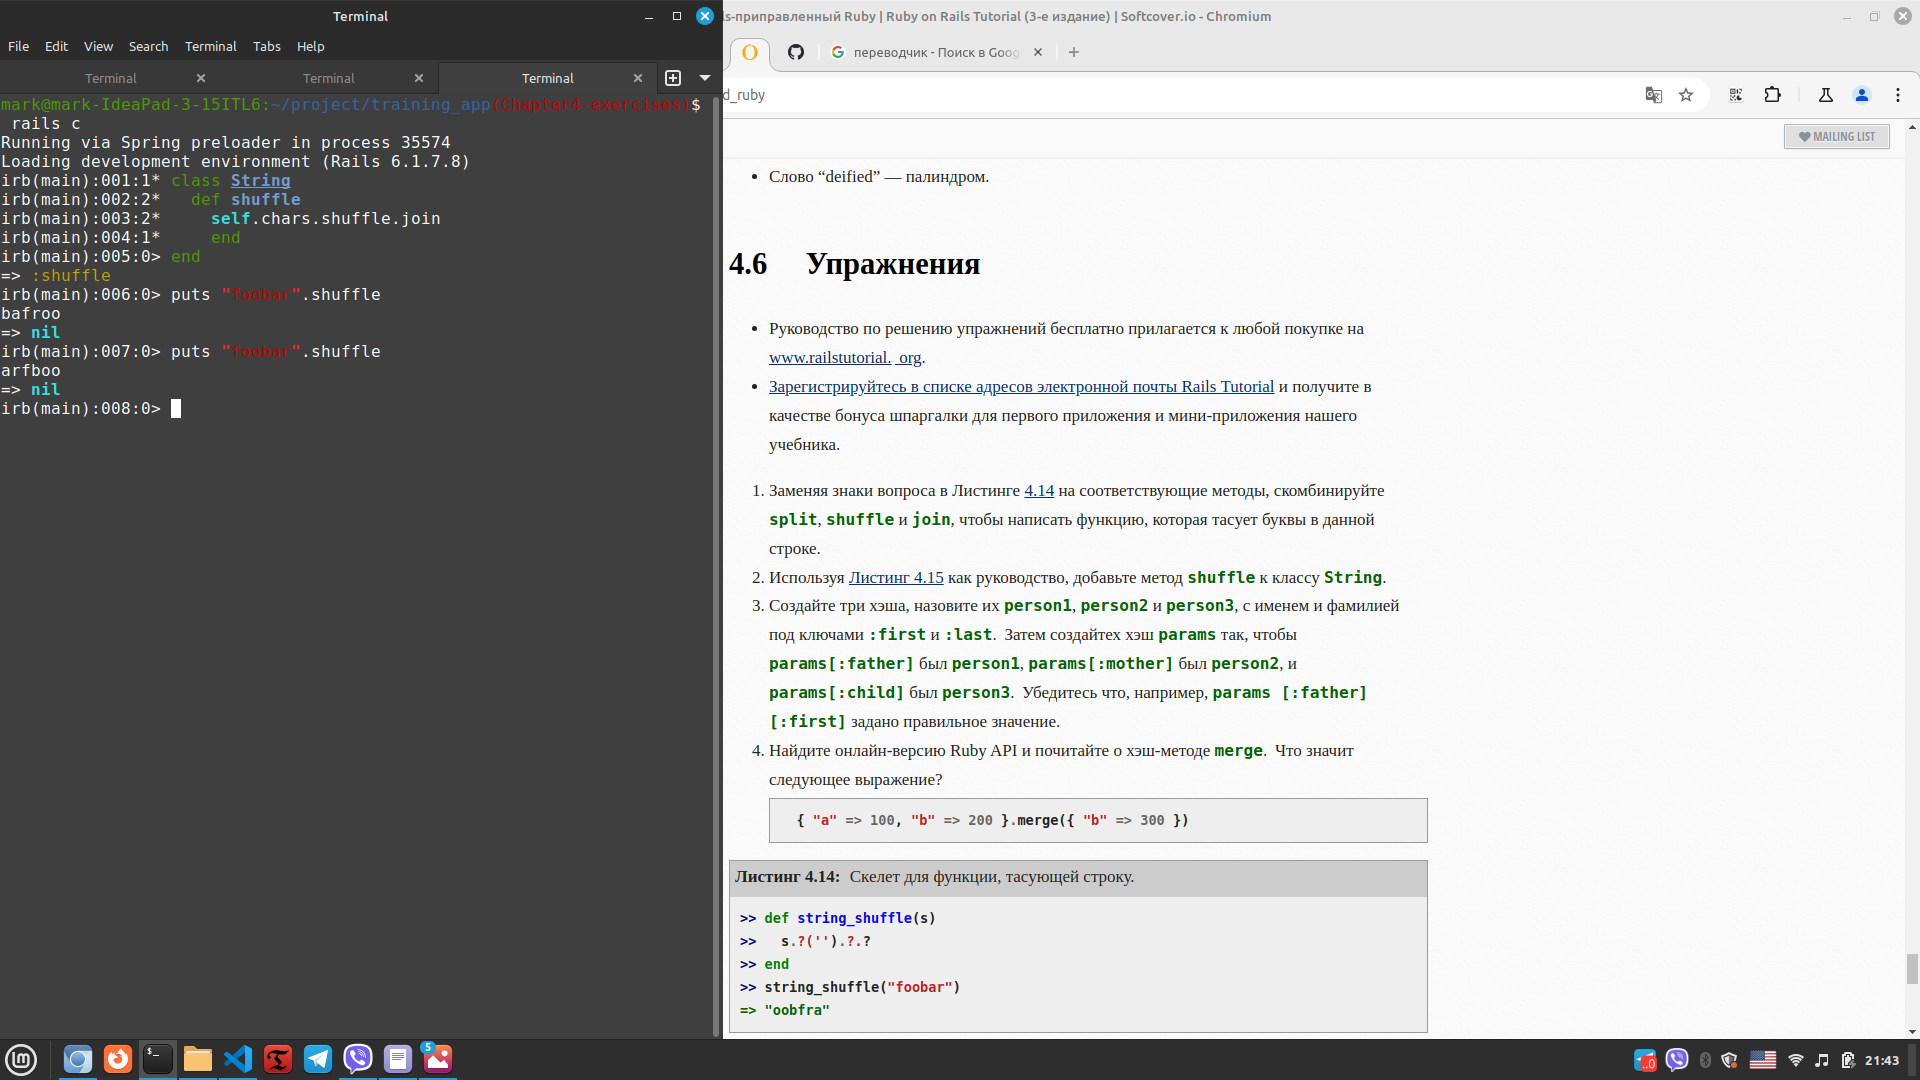 Terminal
File Edit View Search Terminal Tabs Help
Terminal Terminal Terminal
mark@mark-IdeaPad-3-15ITL6:~/project/training_app(Chapter4-exercises)$
rails c
Running via Spring preloader in process 35574
Loading development environment (Rails 6.1.7.8)
irb(main):001:1* class String
irb(main):002:2*   def shuffle
irb(main):003:2*     self.chars.shuffle.join
irb(main):004:1*     end
irb(main):005:0> end
=> :shuffle
irb(main):006:0> puts "foobar".shuffle
bafroo
=> nil
irb(main):007:0> puts "foobar".shuffle
arfboo
=> nil
irb(main):008:0>
ls-приправленный Ruby | Ruby on Rails Tutorial (3-е издание) | Softcover.io - Chromium
переводчик - Поиск в Goog
d_ruby
MAILING LIST
• Слово “deified” — палиндром.
4.6 Упражнения
• Руководство по решению упражнений бесплатно прилагается к любой покупке на
www.railstutorial. org.
• Зарегистрируйтесь в списке адресов электронной почты Rails Tutorial и получите в
качестве бонуса шпаргалки для первого приложения и мини-приложения нашего
учебника.
1. Заменяя знаки вопроса в Листинге 4.14 на соответствующие методы, скомбинируйте
split, shuffle и join, чтобы написать функцию, которая тасует буквы в данной
строке.
2. Используя Листинг 4.15 как руководство, добавьте метод shuffle к классу String.
3. Создайте три хэша, назовите их person1, person2 и person3, с именем и фамилией
под ключами :first и :last. Затем создайтех хэш params так, чтобы
params[:father] был person1, params[:mother] был person2, и
params[:child] был person3. Убедитесь что, например, params [:father]
[:first] задано правильное значение.
4. Найдите онлайн-версию Ruby API и почитайте о хэш-методе merge. Что значит
следующее выражение?
{ "a" => 100, "b" => 200 }.merge({ "b" => 300 })
Листинг 4.14: Скелет для функции, тасующей строку.
>> def string_shuffle(s)
>>   s.?('').?.?
>> end
>> string_shuffle("foobar")
=> "oobfra"
5
..0
21:43